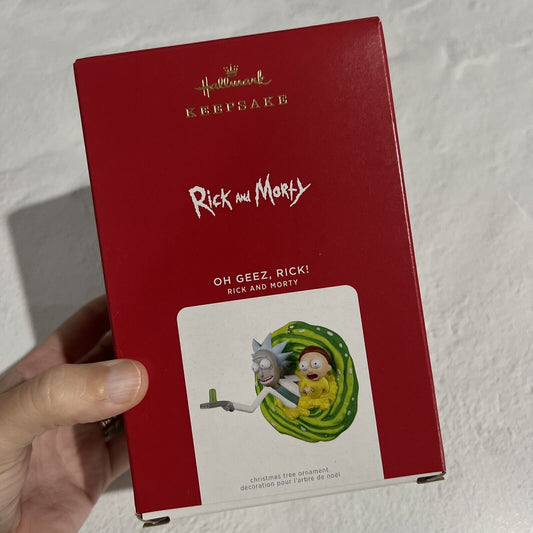 Hallmark
KEEPSAKE
Rick and Morty
OH GEEZ, RICK!
RICK AND MORTY
christmas tree ornament
décoration pour l'arbre de noël